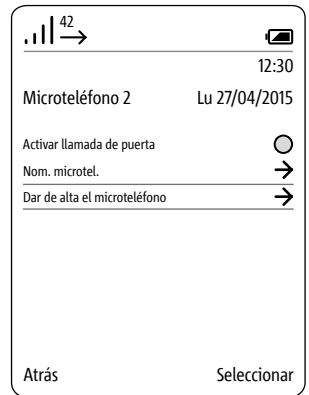 42
12:30
Microteléfono 2 Lu 27/04/2015
Activar llamada de puerta
Nom. microtel.
Dar de alta el microteléfono
Atrás Seleccionar